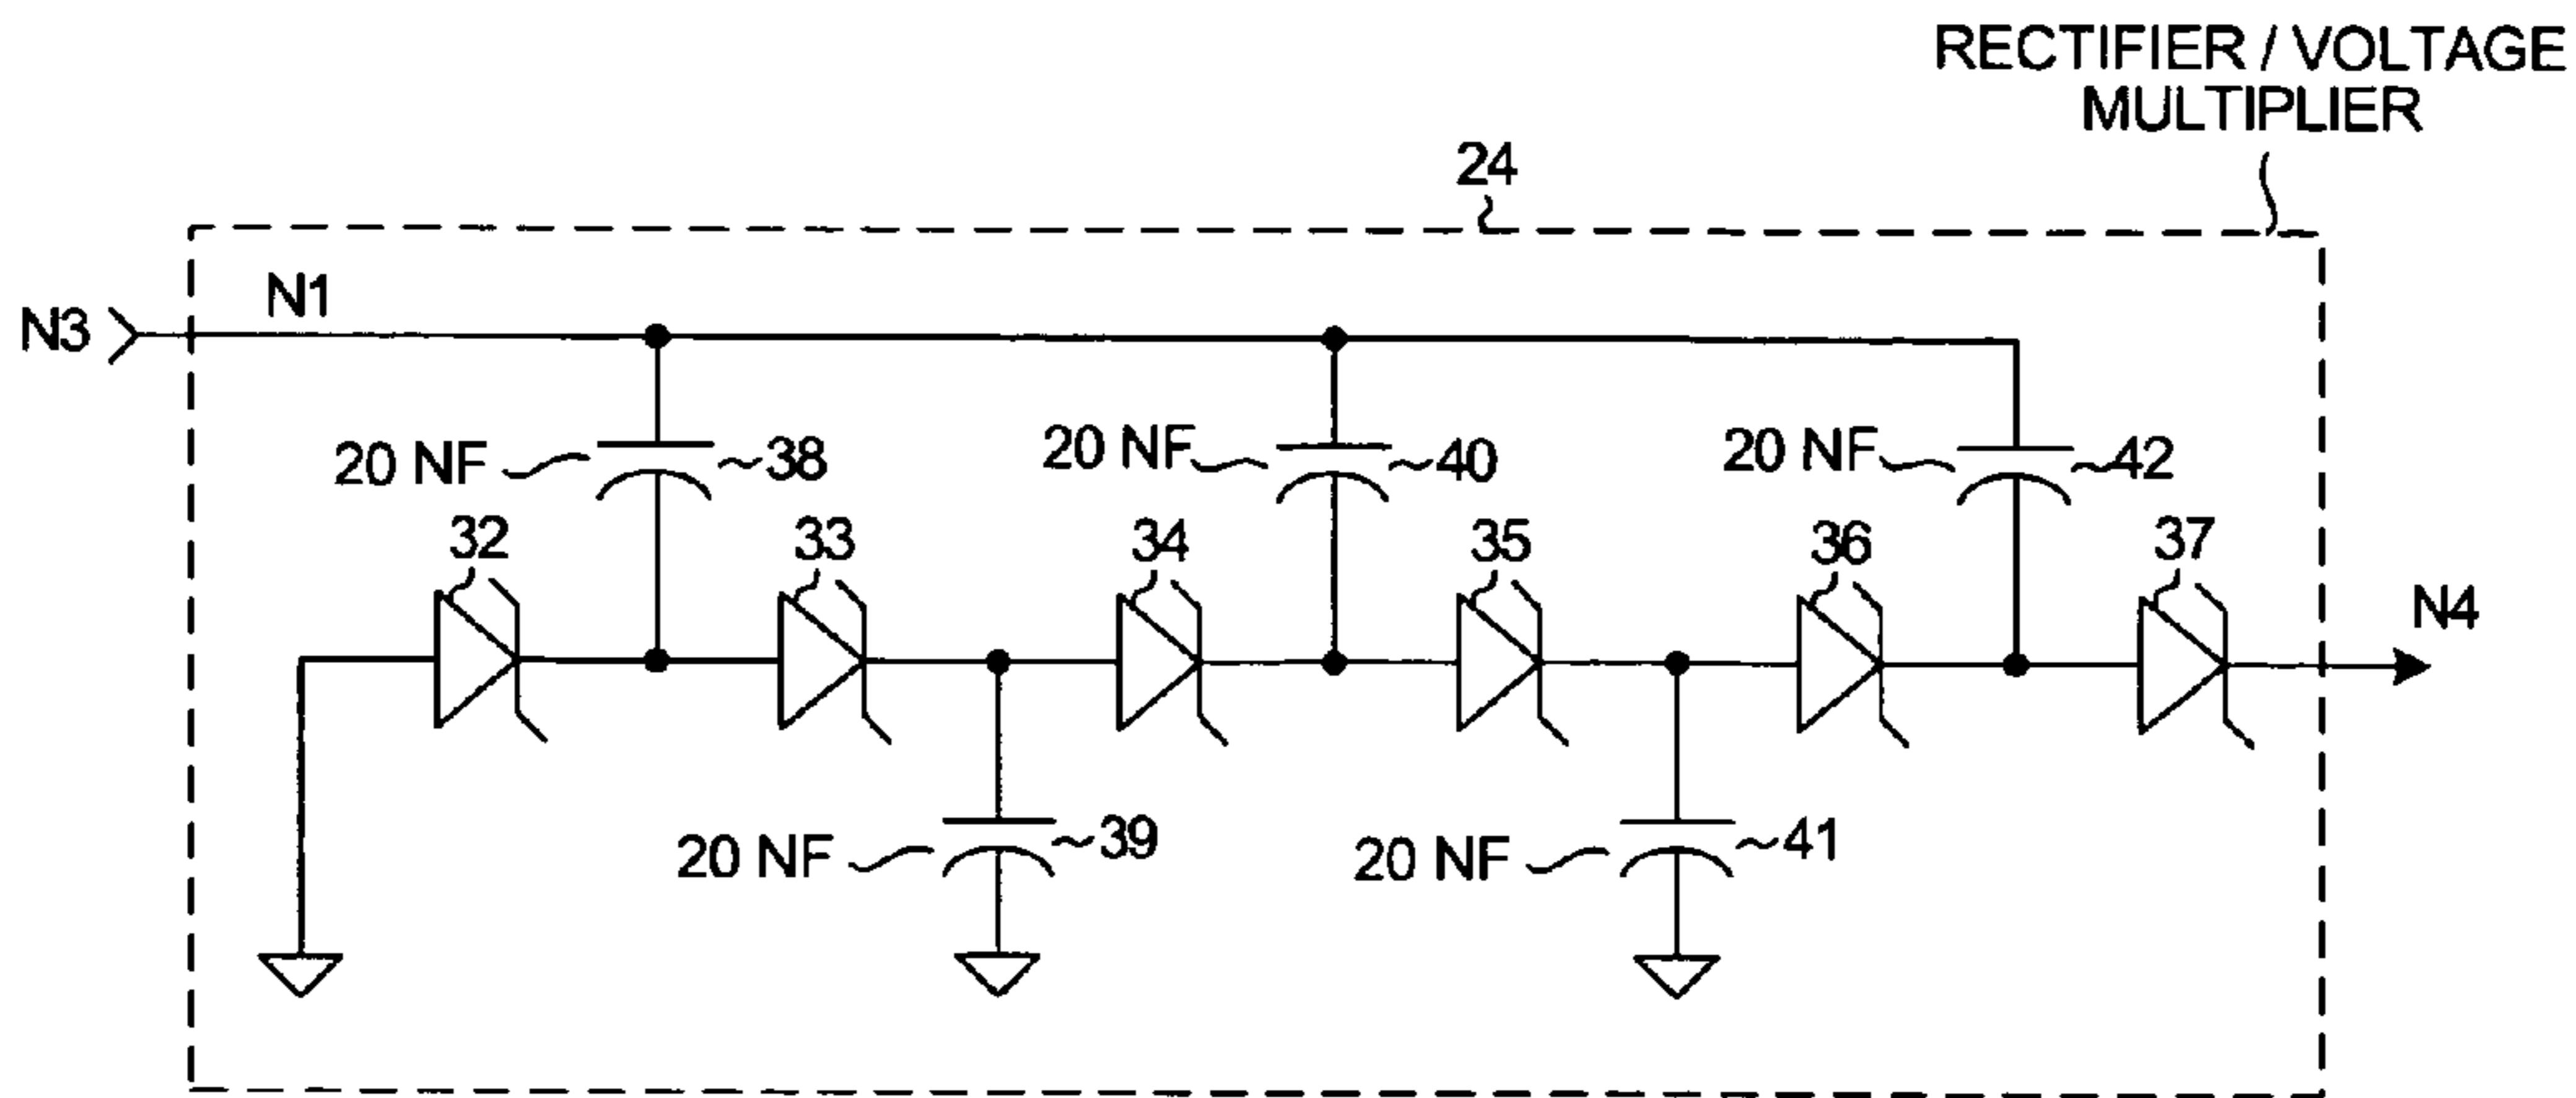 RECTIFIER / VOLTAGE
MULTIPLIER
24
N1
N3
20 NF
38
20 NF
40
20 NF
42
32
33
34
35
36
37
N4
20 NF
39
20 NF
41